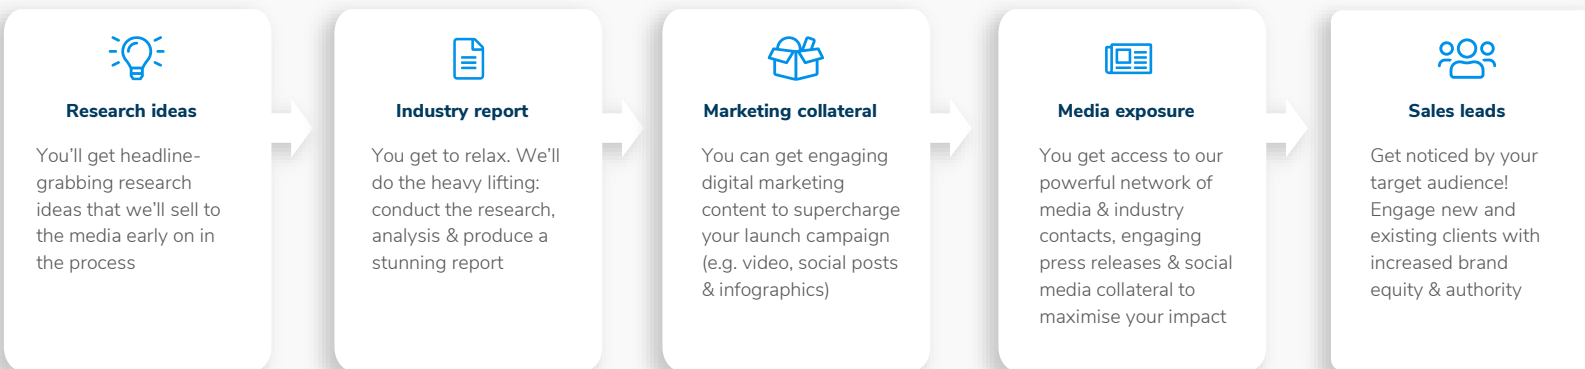 Research ideas
You'll get headline-
grabbing research
ideas that we'll sell to
the media early on in
the process
Industry report
You get to relax. We'll
do the heavy lifting:
conduct the research,
analysis & produce a
stunning report
Marketing collateral
You can get engaging
digital marketing
content to supercharge
your launch campaign
(e.g. video, social posts
& infographics)
Media exposure
You get access to our
powerful network of
media & industry
contacts, engaging
press releases & social
media collateral to
maximise your impact
Sales leads
Get noticed by your
target audience!
Engage new and
existing clients with
increased brand
equity & authority